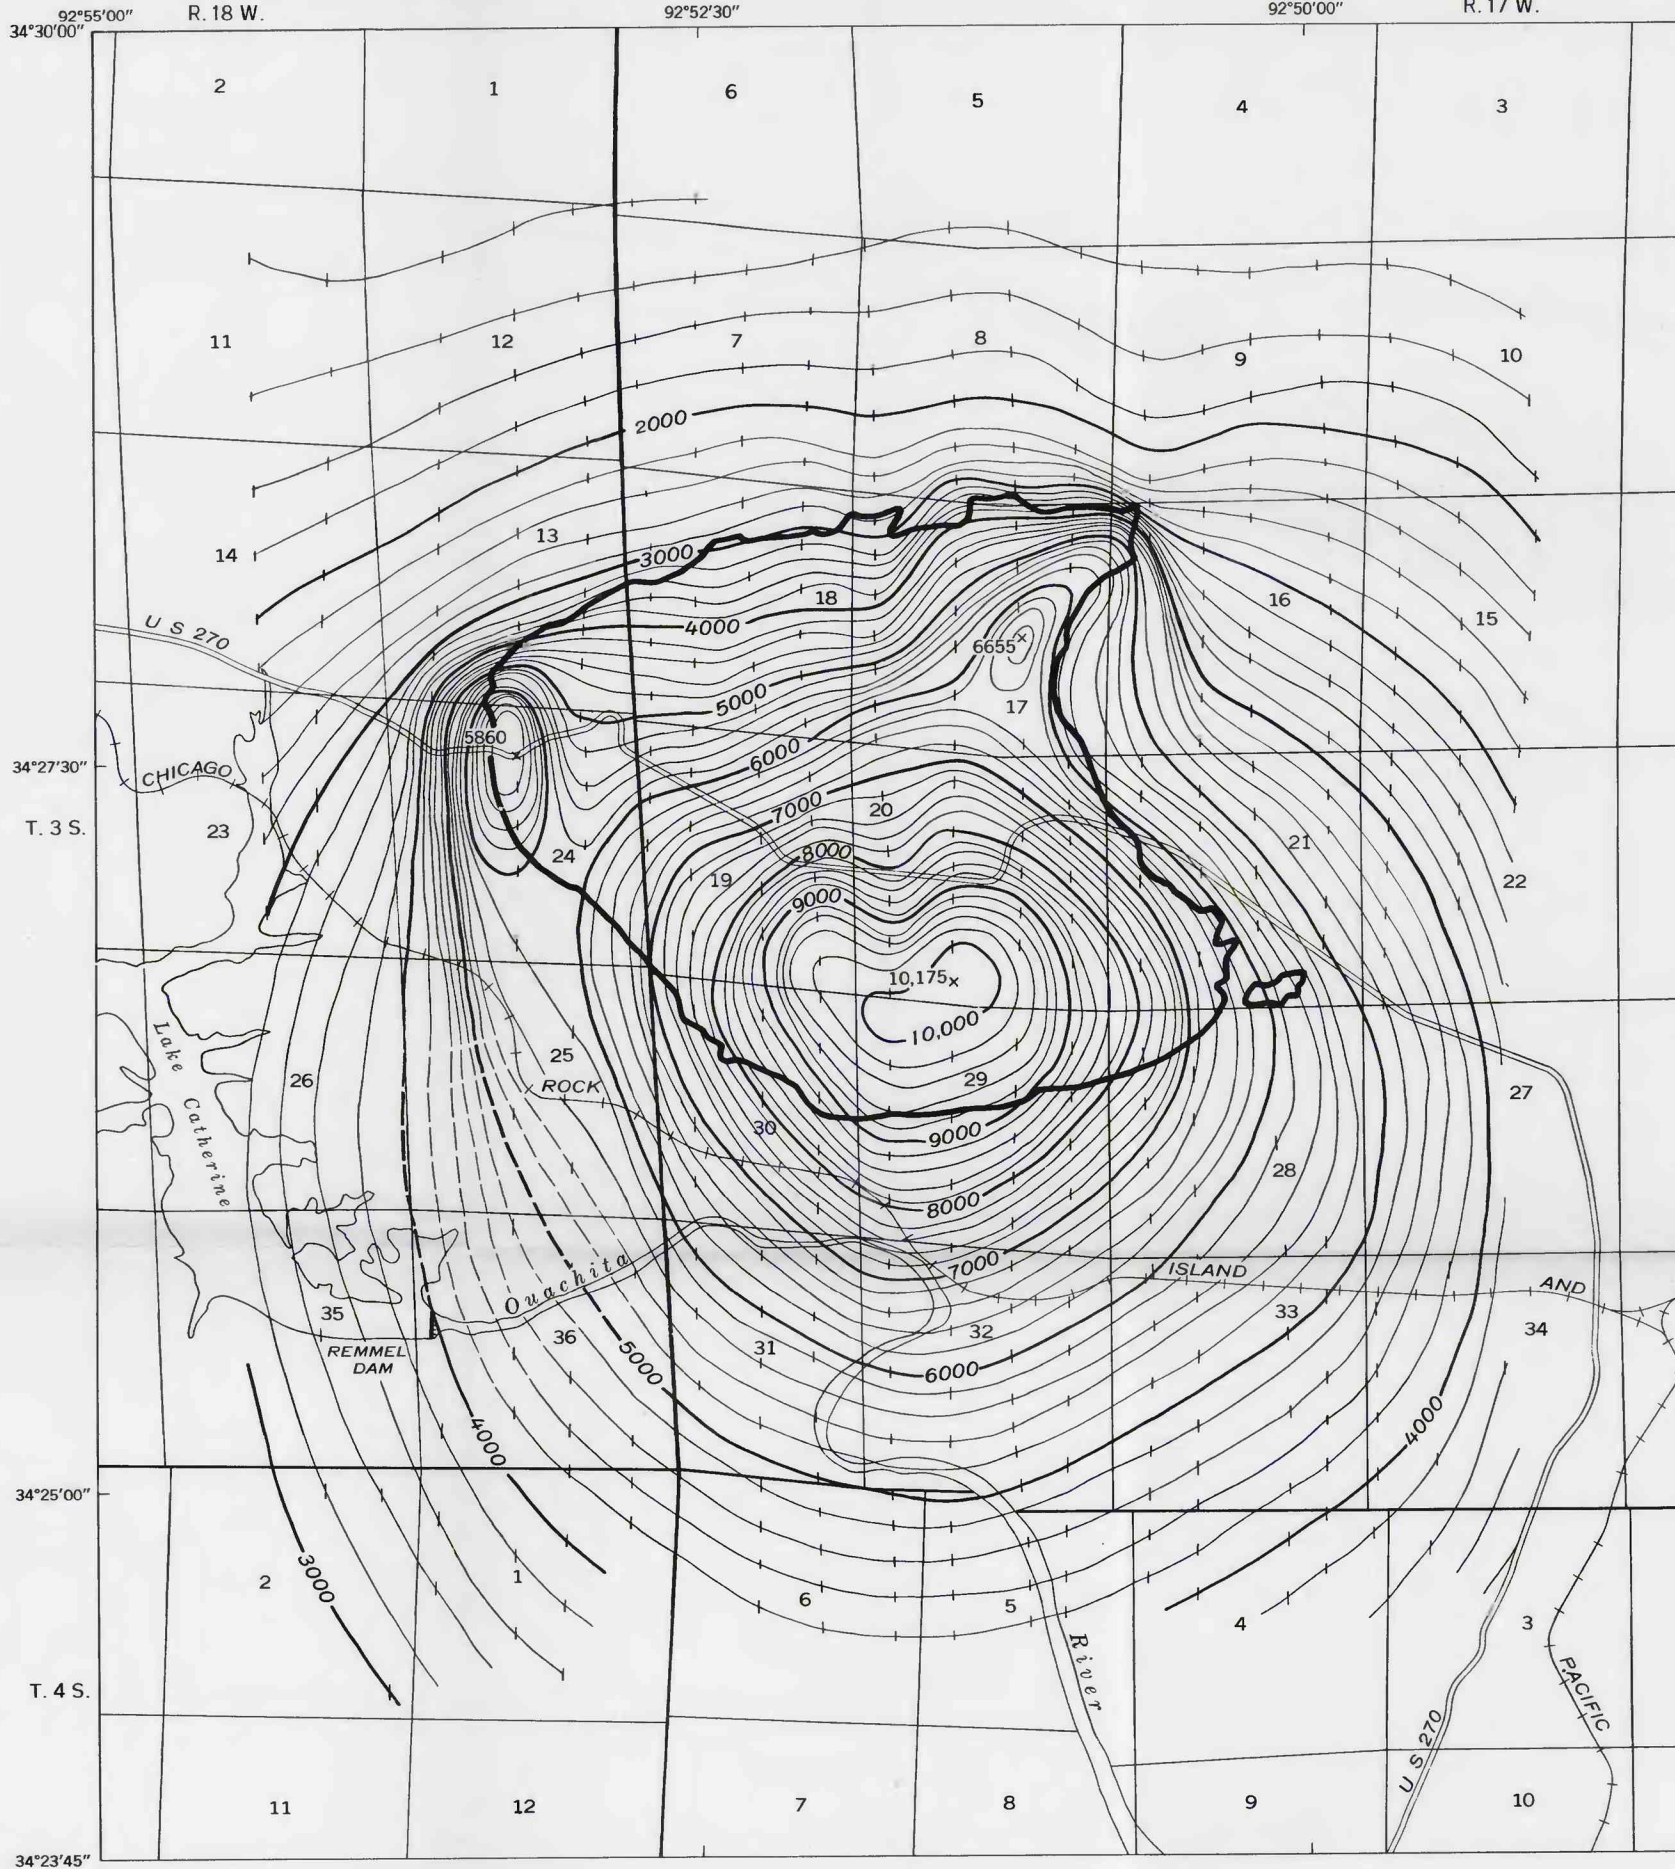 92°55'00" R. 18 W. 92°52'30" 92°50'00" R. 17 W.
34°30'00"
2 1 6 5 4 3
11 12 7 8 9 10
2000
14 13 3000 18 16 15
4000
U S 270
6655
17
5000
5860
6000
34°27'30"
CHICAGO
7000
20
T. 3 S.
23 24 8000 21 22
19
9000
10,175
10,000
Lake Catherine
26 25 29 27
ROCK
30 9000
28
8000
Ouachita
7000
ISLAND AND
35 36 31 32 33 34
REMMEL
DAM
5000
6000
4000
4000
34°25'00"
3000
2 1 6 5 4 3
River
PACIFIC
T. 4 S.
U S 270
11 12 7 8 9 10
34°23'45"